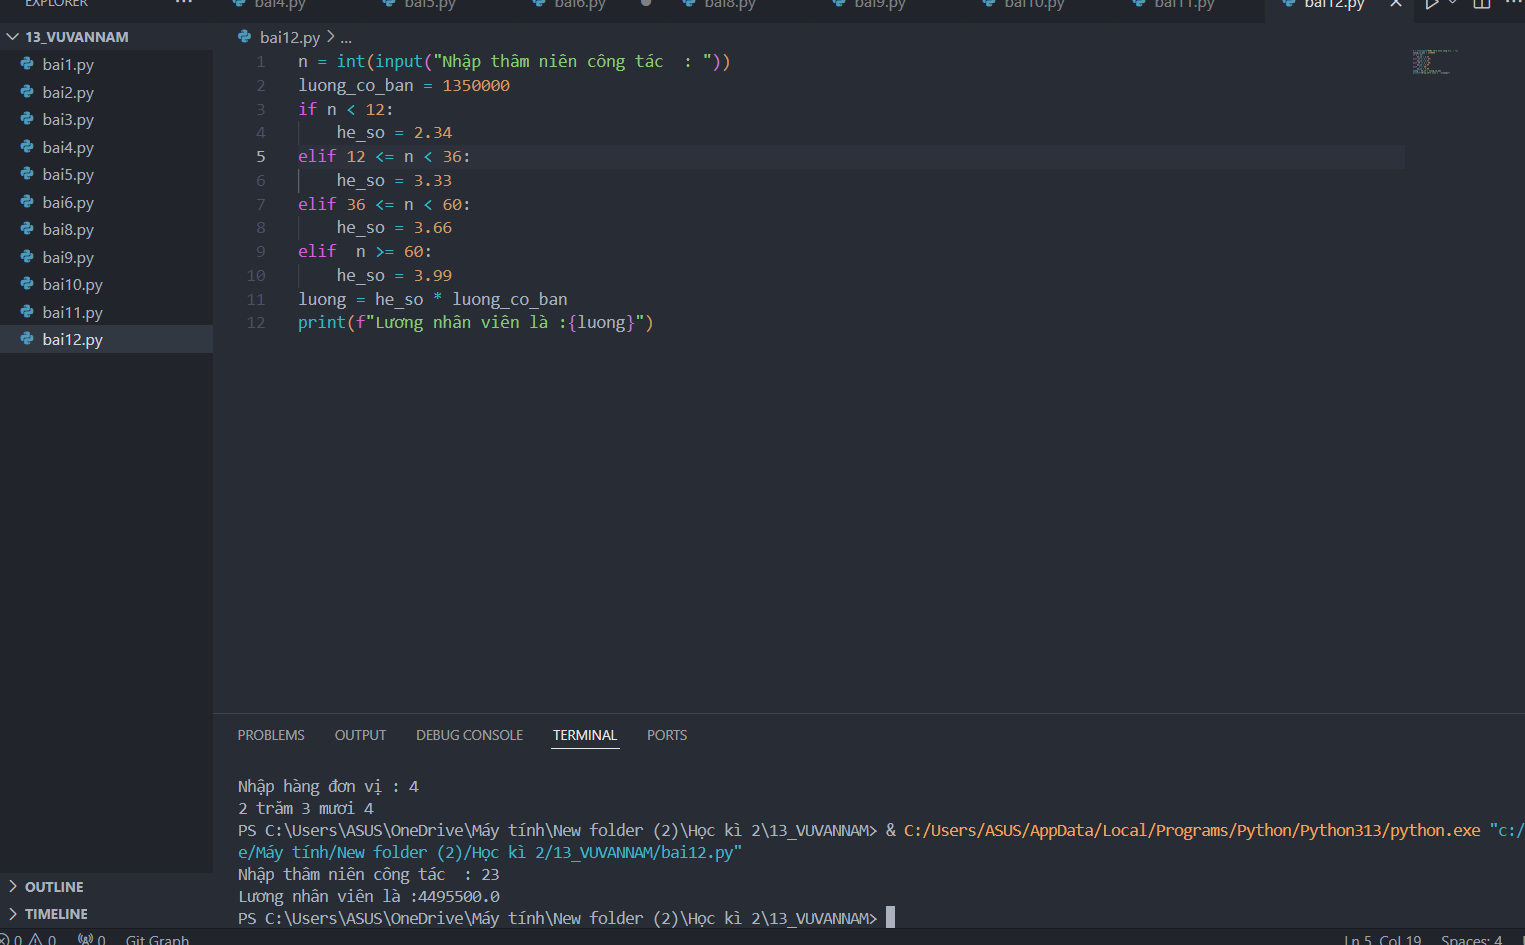 EXPLORER
bai4.py bai5.py bai6.py bai8.py bai9.py bai10.py bai11.py bai12.py
13_VUVANNAM
bai1.py
bai2.py
bai3.py
bai4.py
bai5.py
bai6.py
bai8.py
bai9.py
bai10.py
bai11.py
bai12.py
OUTLINE
TIMELINE
bai12.py > ...
1 n = int(input("Nhập thâm niên công tác  : "))
2 luong_co_ban = 1350000
3 if n < 12:
4     he_so = 2.34
5 elif 12 <= n < 36:
6     he_so = 3.33
7 elif 36 <= n < 60:
8     he_so = 3.66
9 elif  n >= 60:
10     he_so = 3.99
11 luong = he_so * luong_co_ban
12 print(f"Lương nhân viên là :{luong}")
PROBLEMS OUTPUT DEBUG CONSOLE TERMINAL PORTS
Nhập hàng đơn vị : 4
2 trăm 3 mươi 4
PS C:\Users\ASUS\OneDrive\Máy tính\New folder (2)\Học kì 2\13_VUVANNAM> & C:/Users/ASUS/AppData/Local/Programs/Python/Python313/python.exe "c:/
e/Máy tính/New folder (2)/Học kì 2/13_VUVANNAM/bai12.py"
Nhập thâm niên công tác  : 23
Lương nhân viên là :4495500.0
PS C:\Users\ASUS\OneDrive\Máy tính\New folder (2)\Học kì 2\13_VUVANNAM>
0 0 0 Git Graph Ln 5, Col 19 Spaces: 4